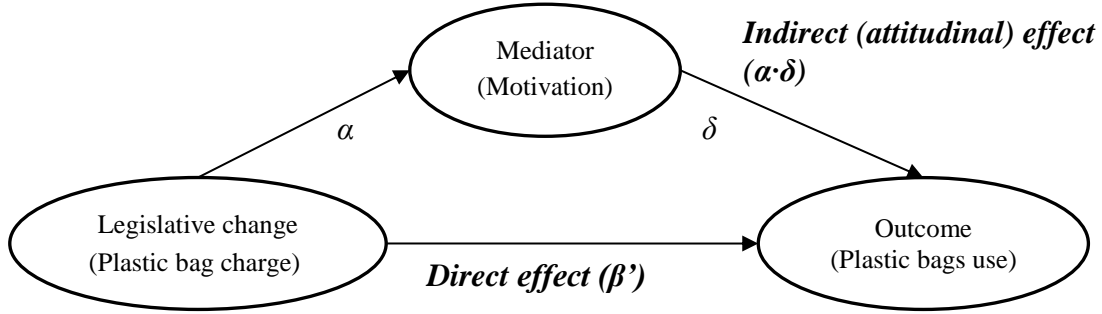 Mediator
(Motivation)
Indirect (attitudinal) effect
(α·δ)
α
δ
Legislative change
(Plastic bag charge)
Outcome
(Plastic bags use)
Direct effect (β’)